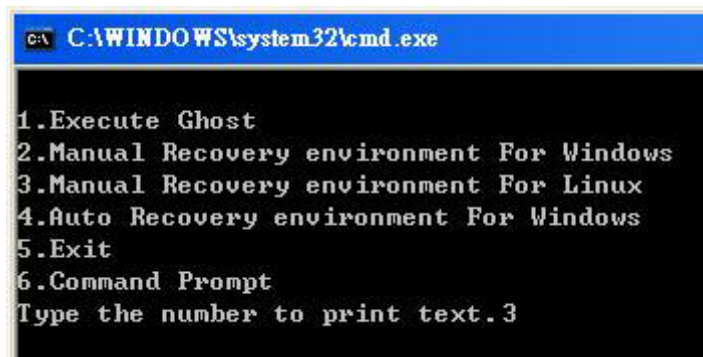 C:\WINDOWS\system32\cmd.exe
1.Execute Ghost
2.Manual Recovery environment For Windows
3.Manual Recovery environment For Linux
4.Auto Recovery environment For Windows
5.Exit
6.Command Prompt
Type the number to print text.3